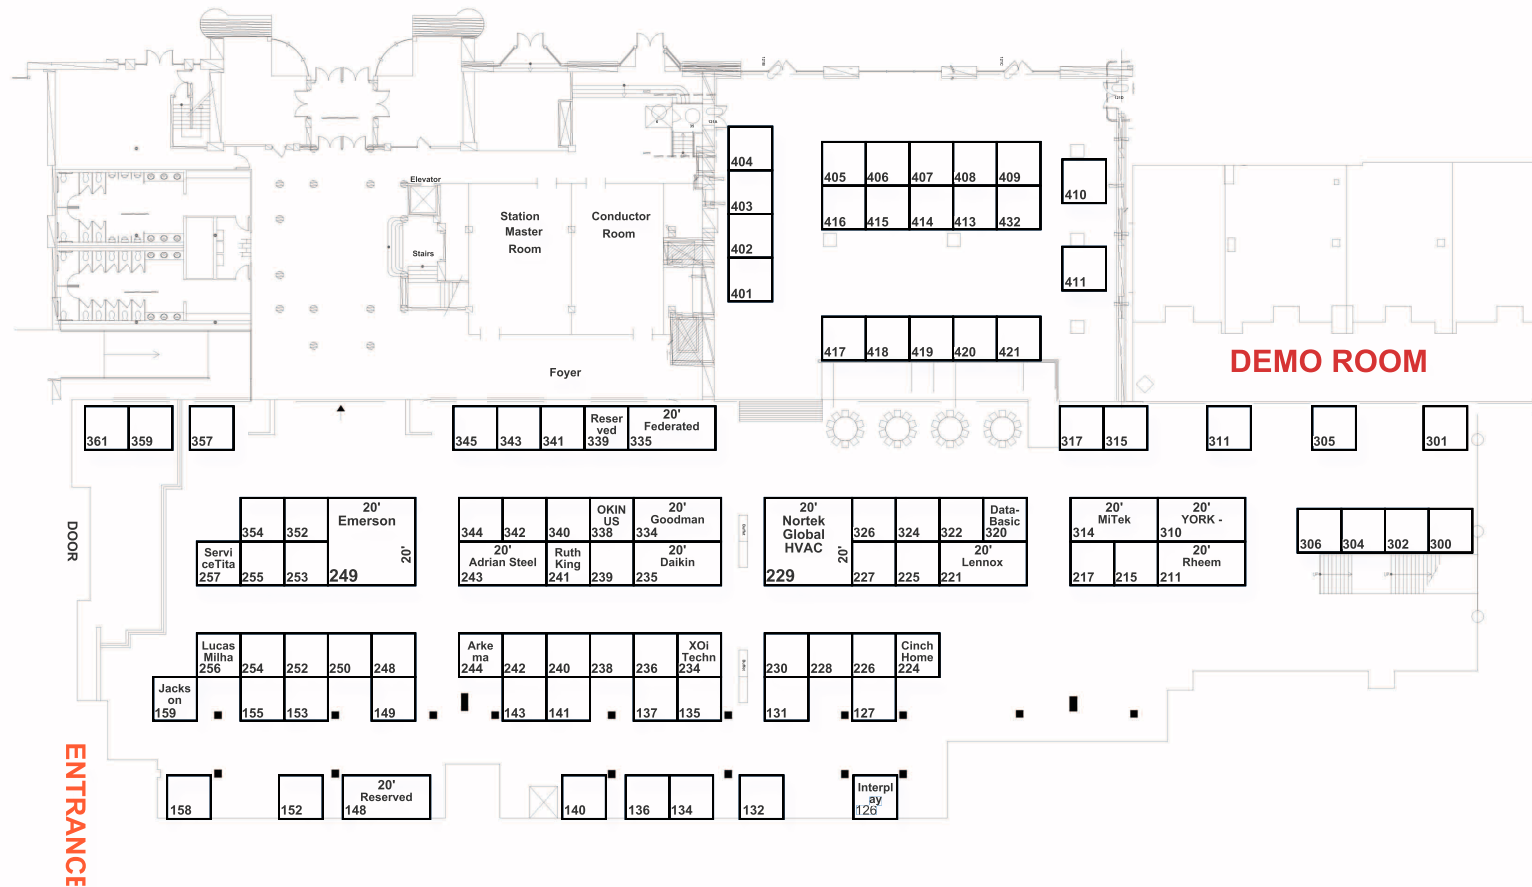 Elevator
Station
Master
Room
Conductor
Room
Stairs
Foyer
404
403
402
401
405
406
407
408
409
416
415
414
413
432
410
411
417
418
419
420
421
DEMO ROOM
361
359
357
345
343
341
Reser
ved
339
20'
Federated
335
317
315
311
305
301
DOOR
354
352
20'
Emerson
20'
249
Servi
ceTita
257
255
253
344
342
340
OKIN
US
338
20'
Goodman
334
20'
Adrian Steel
243
Ruth
King
241
239
20'
Daikin
235
20'
Nortek
Global
HVAC
20'
229
326
324
322
Data-
Basic
320
227
225
20'
Lennox
221
20'
MiTek
314
20'
YORK -
310
217
215
20'
Rheem
211
306
304
302
300
Lucas
Milha
256
254
252
250
248
Jacks
on
159
155
153
149
Arke
ma
244
242
240
238
236
XOi
Techn
234
143
141
137
135
230
228
226
Cinch
Home
224
131
127
ENTRANCE
158
152
20'
Reserved
148
140
136
134
132
Interpl
ay
126